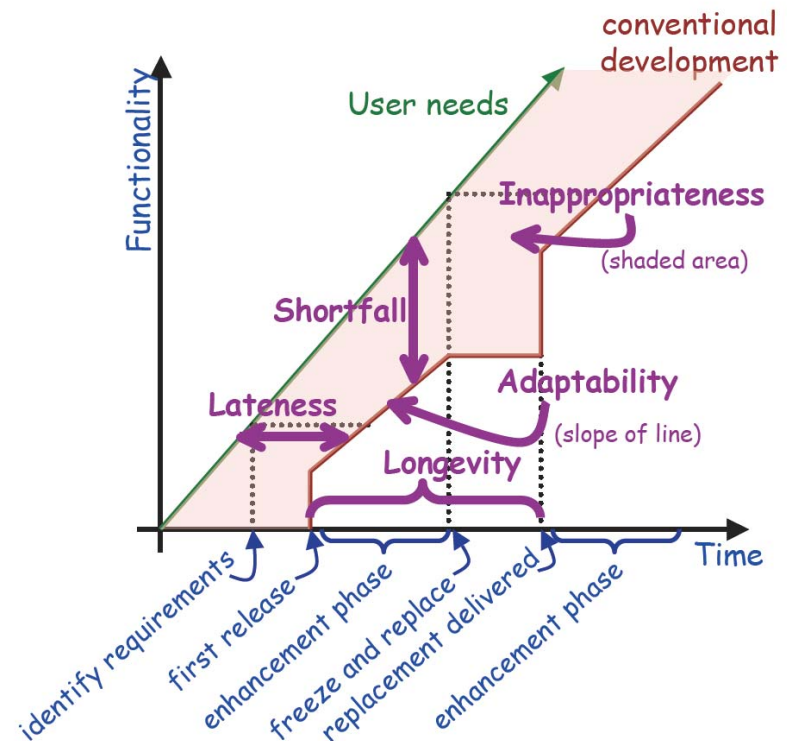 conventional
development
User needs
Functionality
Inappropriateness
(shaded area)
Shortfall
Adaptability
(slope of line)
Lateness
Longevity
Time
identify requirements
first release
enhancement phase
freeze and replace
replacement delivered
enhancement phase